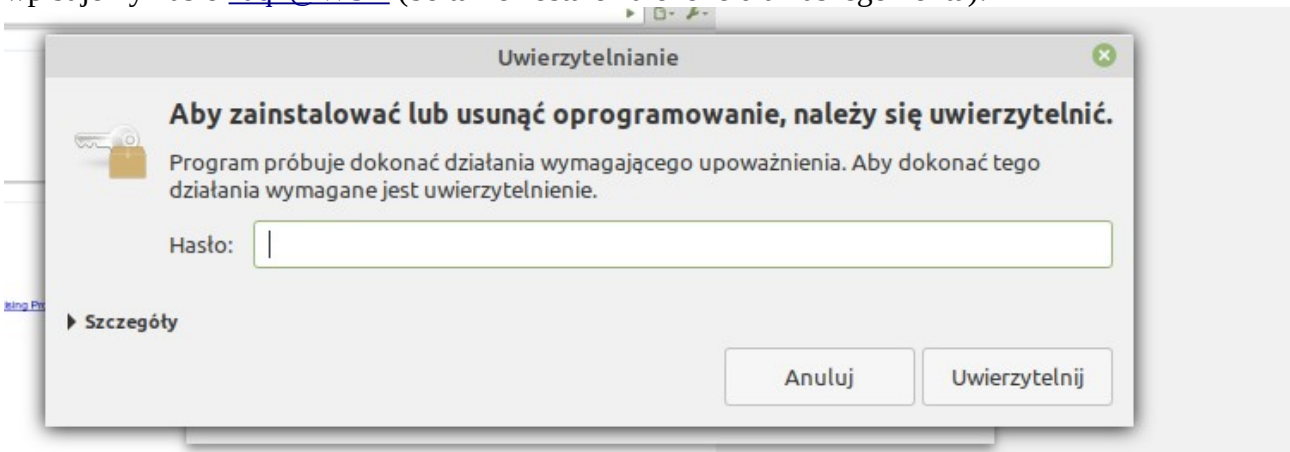 Uwierzytelnianie
Aby zainstalować lub usunąć oprogramowanie, należy się uwierzytelnić.
Program próbuje dokonać działania wymagającego upoważnienia. Aby dokonać tego
działania wymagane jest uwierzytelnienie.
Hasło:
Szczegóły
Anuluj
Uwierzytelnij